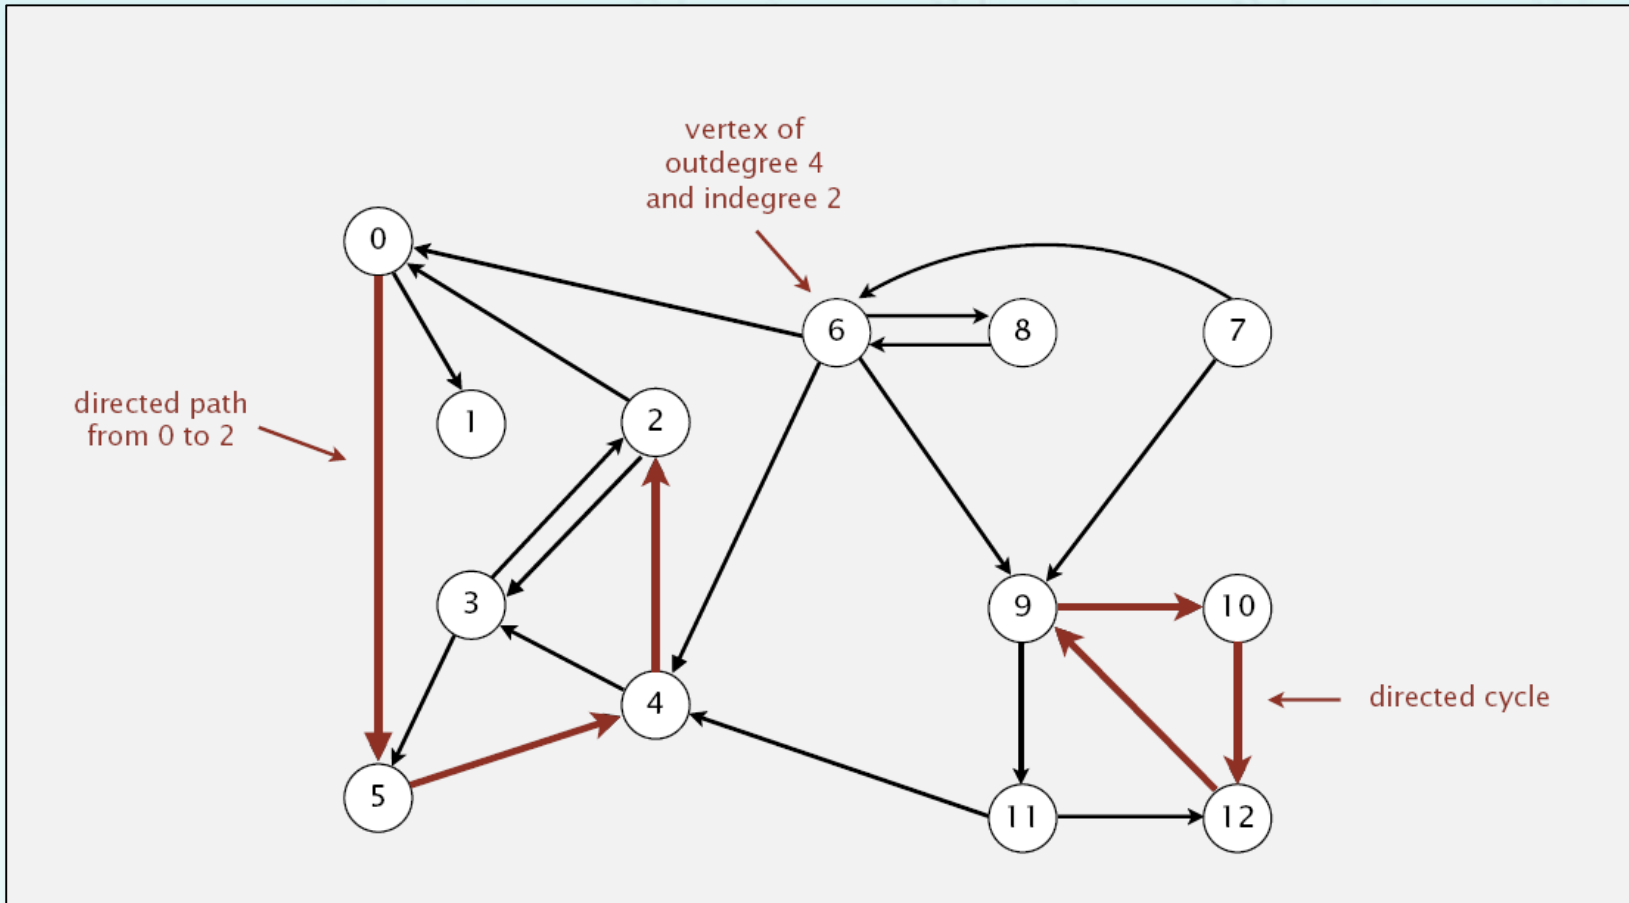 vertex of
outdegree 4
and indegree 2
0
6
8
7
directed path
from 0 to 2
1
2
3
9
10
4
directed cycle
5
11
12